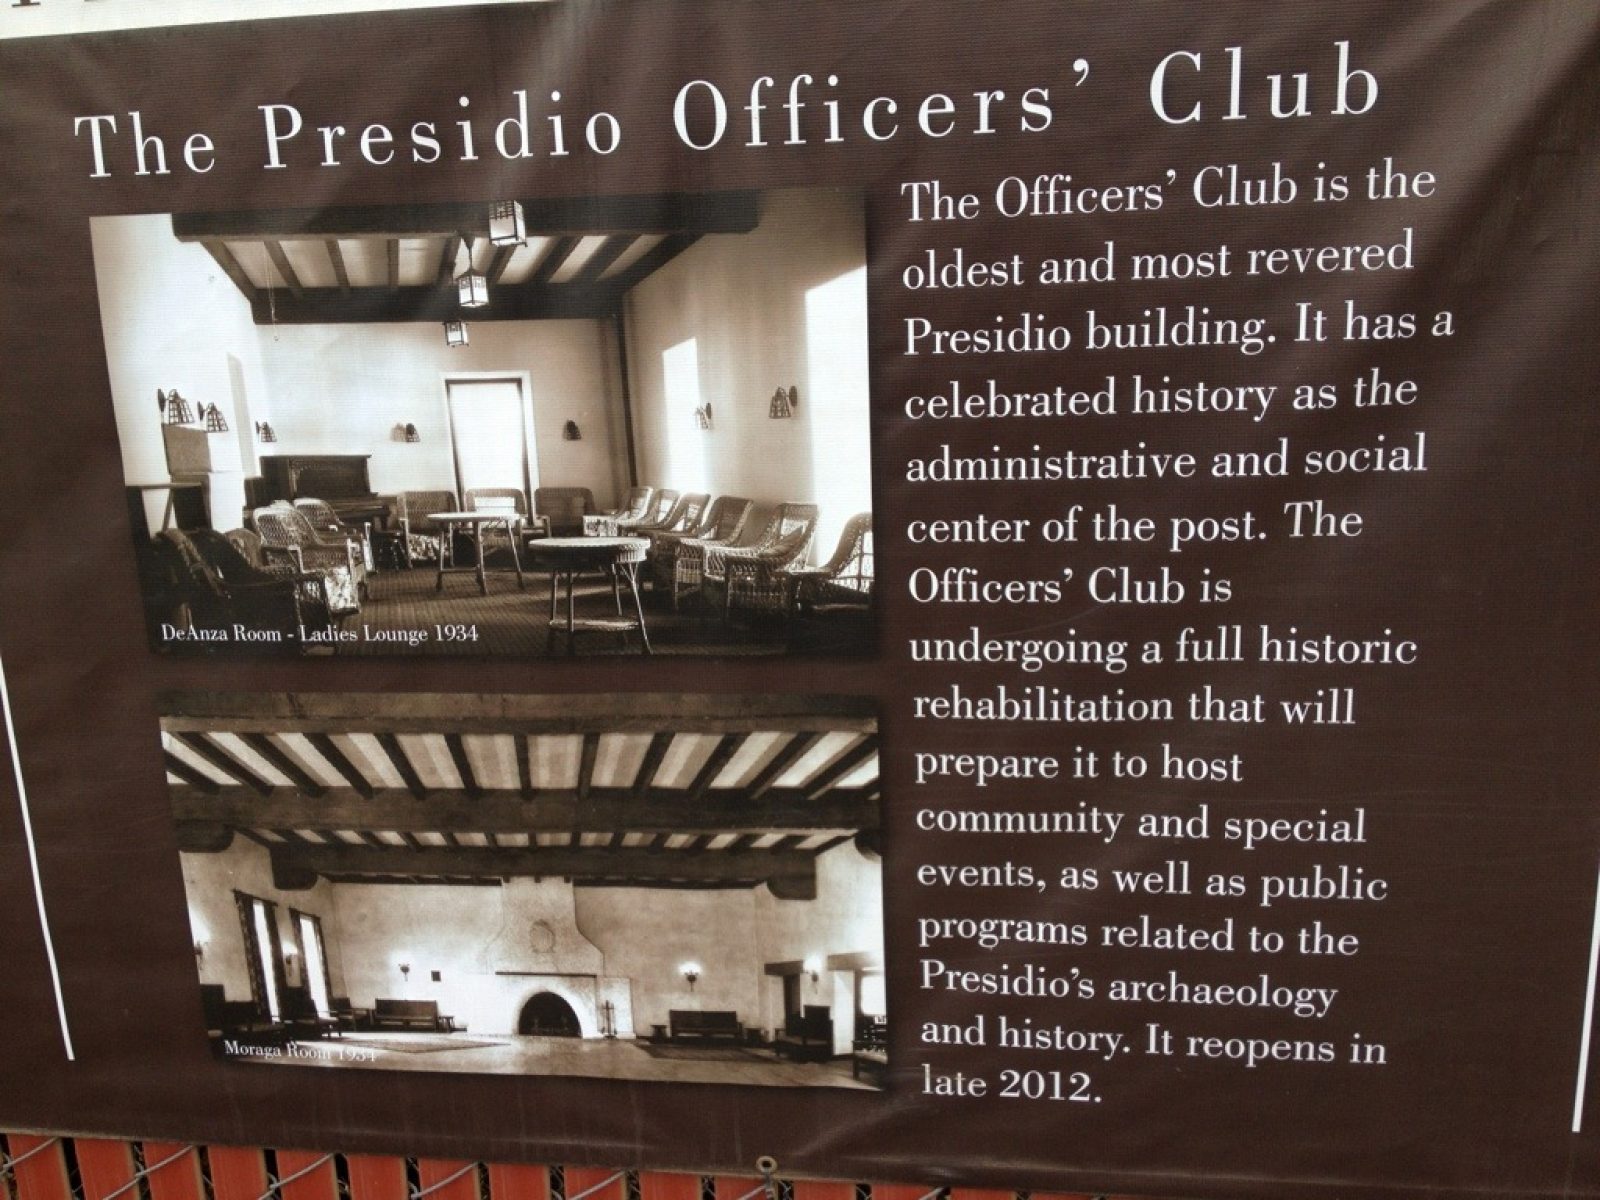 The Presidio Officers’ Club
The Officers’ Club is the
oldest and most revered
Presidio building. It has a
celebrated history as the
administrative and social
center of the post. The
Officers’ Club is
undergoing a full historic
rehabilitation that will
prepare it to host
community and special
events, as well as public
programs related to the
Presidio’s archaeology
and history. It reopens in
late 2012.
DeAnza Room - Ladies Lounge 1934
Moraga Room 1934